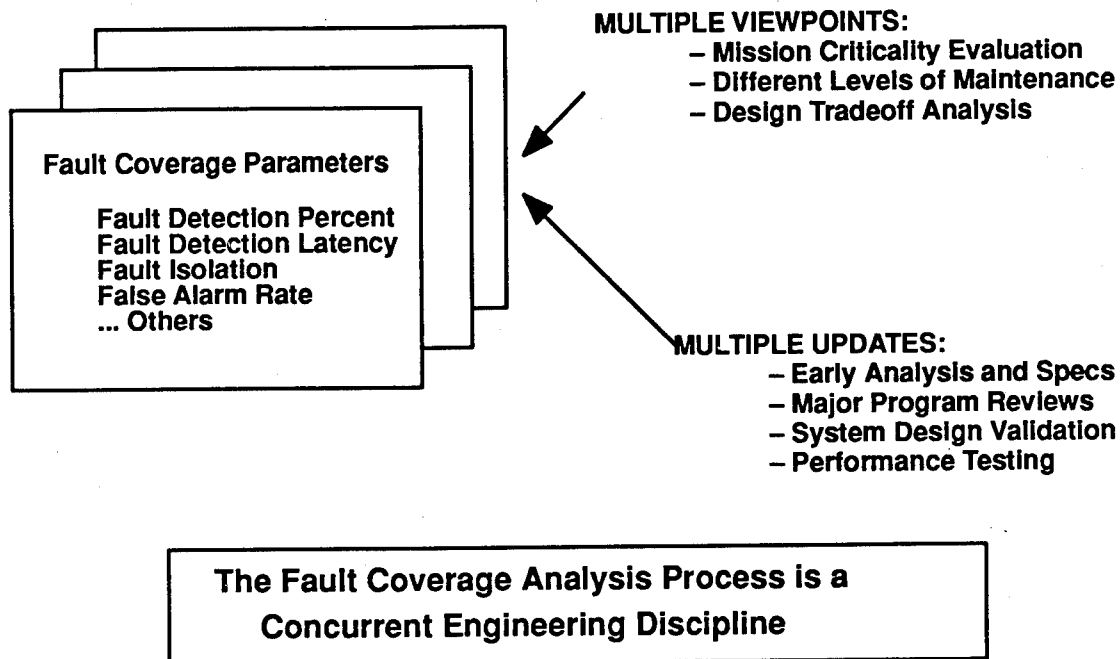 MULTIPLE VIEWPOINTS:
– Mission Criticality Evaluation
– Different Levels of Maintenance
– Design Tradeoff Analysis
Fault Coverage Parameters
Fault Detection Percent
Fault Detection Latency
Fault Isolation
False Alarm Rate
... Others
MULTIPLE UPDATES:
– Early Analysis and Specs
– Major Program Reviews
– System Design Validation
– Performance Testing
The Fault Coverage Analysis Process is a
Concurrent Engineering Discipline